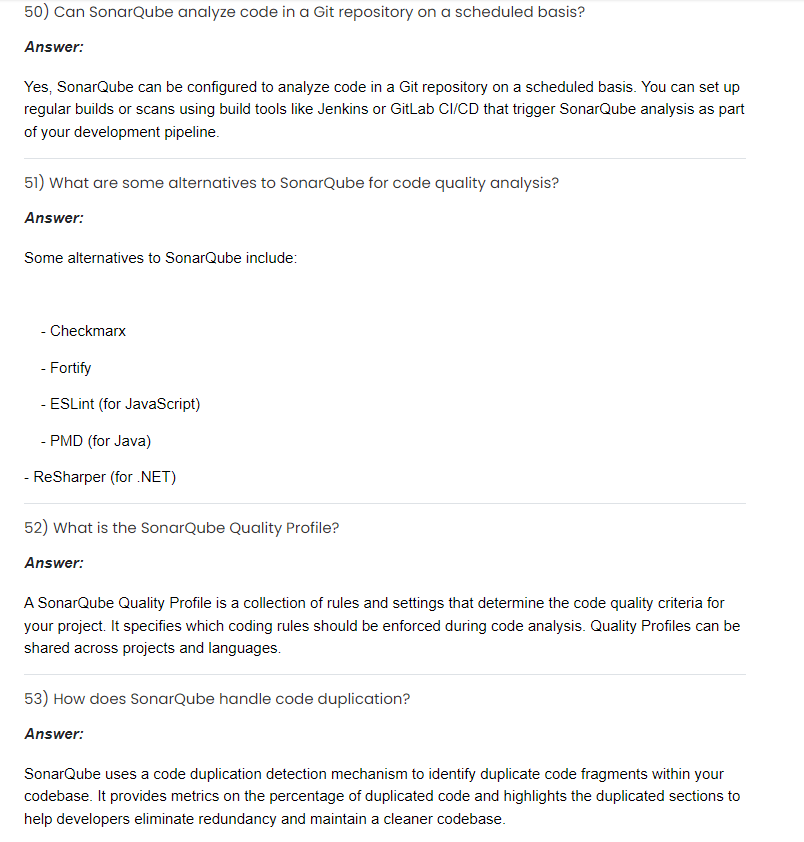 50) Can SonarQube analyze code in a Git repository on a scheduled basis?
Answer:
Yes, SonarQube can be configured to analyze code in a Git repository on a scheduled basis. You can set up
regular builds or scans using build tools like Jenkins or GitLab CI/CD that trigger SonarQube analysis as part
of your development pipeline.
51) What are some alternatives to SonarQube for code quality analysis?
Answer:
Some alternatives to SonarQube include:
- Checkmarx
- Fortify
- ESLint (for JavaScript)
- PMD (for Java)
- ReSharper (for .NET)
52) What is the SonarQube Quality Profile?
Answer:
A SonarQube Quality Profile is a collection of rules and settings that determine the code quality criteria for
your project. It specifies which coding rules should be enforced during code analysis. Quality Profiles can be
shared across projects and languages.
53) How does SonarQube handle code duplication?
Answer:
SonarQube uses a code duplication detection mechanism to identify duplicate code fragments within your
codebase. It provides metrics on the percentage of duplicated code and highlights the duplicated sections to
help developers eliminate redundancy and maintain a cleaner codebase.